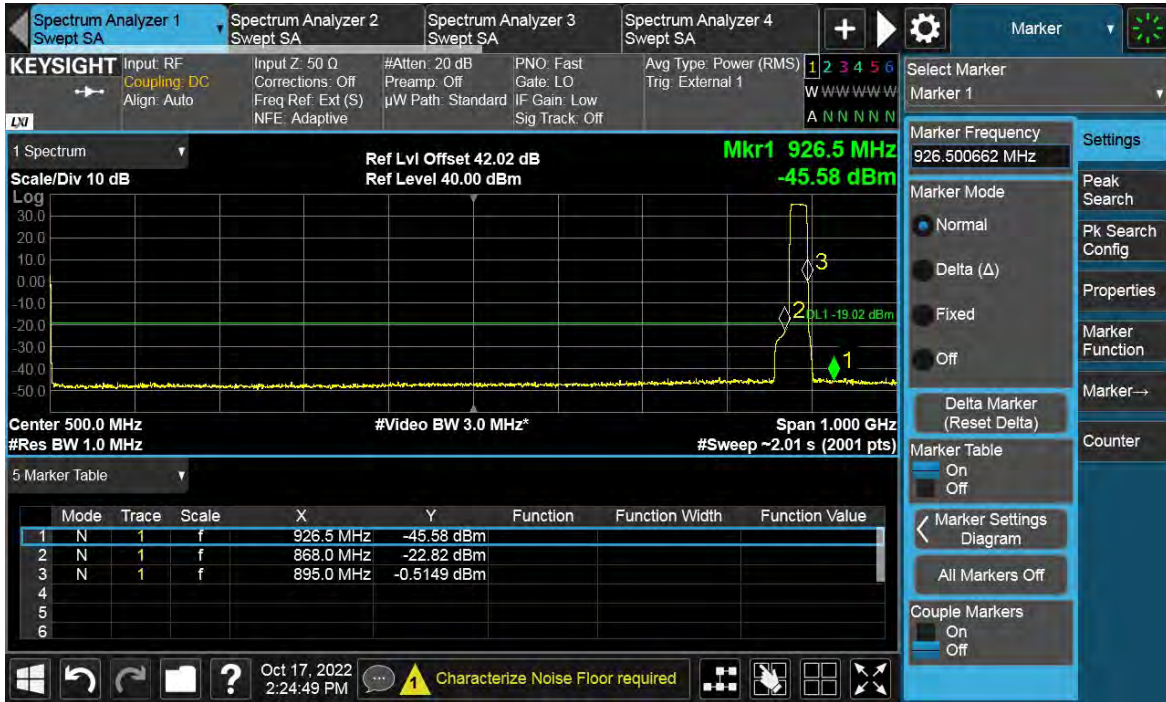 Spectrum Analyzer 1
Swept SA
Spectrum Analyzer 2
Swept SA
Spectrum Analyzer 3
Swept SA
Spectrum Analyzer 4
Swept SA
+
Marker
KEYSIGHT
LXI
Input: RF
Coupling: DC
Align: Auto
Input Z: 50 Ω
Corrections: Off
Freq Ref: Ext (S)
NFE: Adaptive
#Atten: 20 dB
Preamp: Off
µW Path: Standard
PNO: Fast
Gate: LO
IF Gain: Low
Sig Track: Off
Avg Type: Power (RMS)
Trig: External 1
1 2 3 4 5 6
W W W W W W
A N N N N N
Select Marker
Marker 1
1 Spectrum
Scale/Div 10 dB
Ref Lvl Offset 42.02 dB
Ref Level 40.00 dBm
Mkr1 926.5 MHz
-45.58 dBm
Log
30.0
20.0
10.0
0.00
-10.0
-20.0
-30.0
-40.0
-50.0
3
2
DL1 -19.02 dBm
1
Center 500.0 MHz
#Res BW 1.0 MHz
#Video BW 3.0 MHz*
Span 1.000 GHz
#Sweep ~2.01 s (2001 pts)
5 Marker Table
Mode Trace Scale X Y Function Function Width Function Value
1 N 1 f 926.5 MHz -45.58 dBm
2 N 1 f 868.0 MHz -22.82 dBm
3 N 1 f 895.0 MHz -0.5149 dBm
4
5
6
Marker Frequency
926.500662 MHz
Marker Mode
Normal
Delta (Δ)
Fixed
Off
Delta Marker
(Reset Delta)
Marker Table
On
Off
Marker Settings
Diagram
All Markers Off
Couple Markers
On
Off
Settings
Peak
Search
Pk Search
Config
Properties
Marker
Function
Marker→
Counter
?
Oct 17, 2022
2:24:49 PM
1
Characterize Noise Floor required